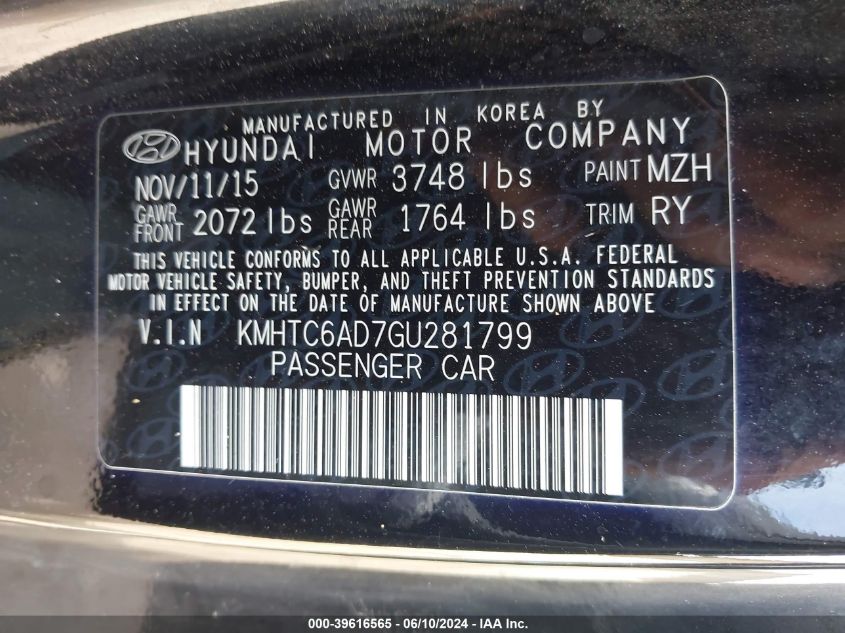 MANUFACTURED IN KOREA BY
HYUNDAI MOTOR COMPANY
NOV/11/15 GVWR 3748 lbs PAINT MZH
GAWR FRONT 2072 lbs GAWR REAR 1764 lbs TRIM RY
THIS VEHICLE CONFORMS TO ALL APPLICABLE U.S.A. FEDERAL
MOTOR VEHICLE SAFETY, BUMPER, AND THEFT PREVENTION STANDARDS
IN EFFECT ON THE DATE OF MANUFACTURE SHOWN ABOVE
V.I.N KMHTC6AD7GU281799
PASSENGER CAR
000-39616565 - 06/10/2024 - IAA Inc.